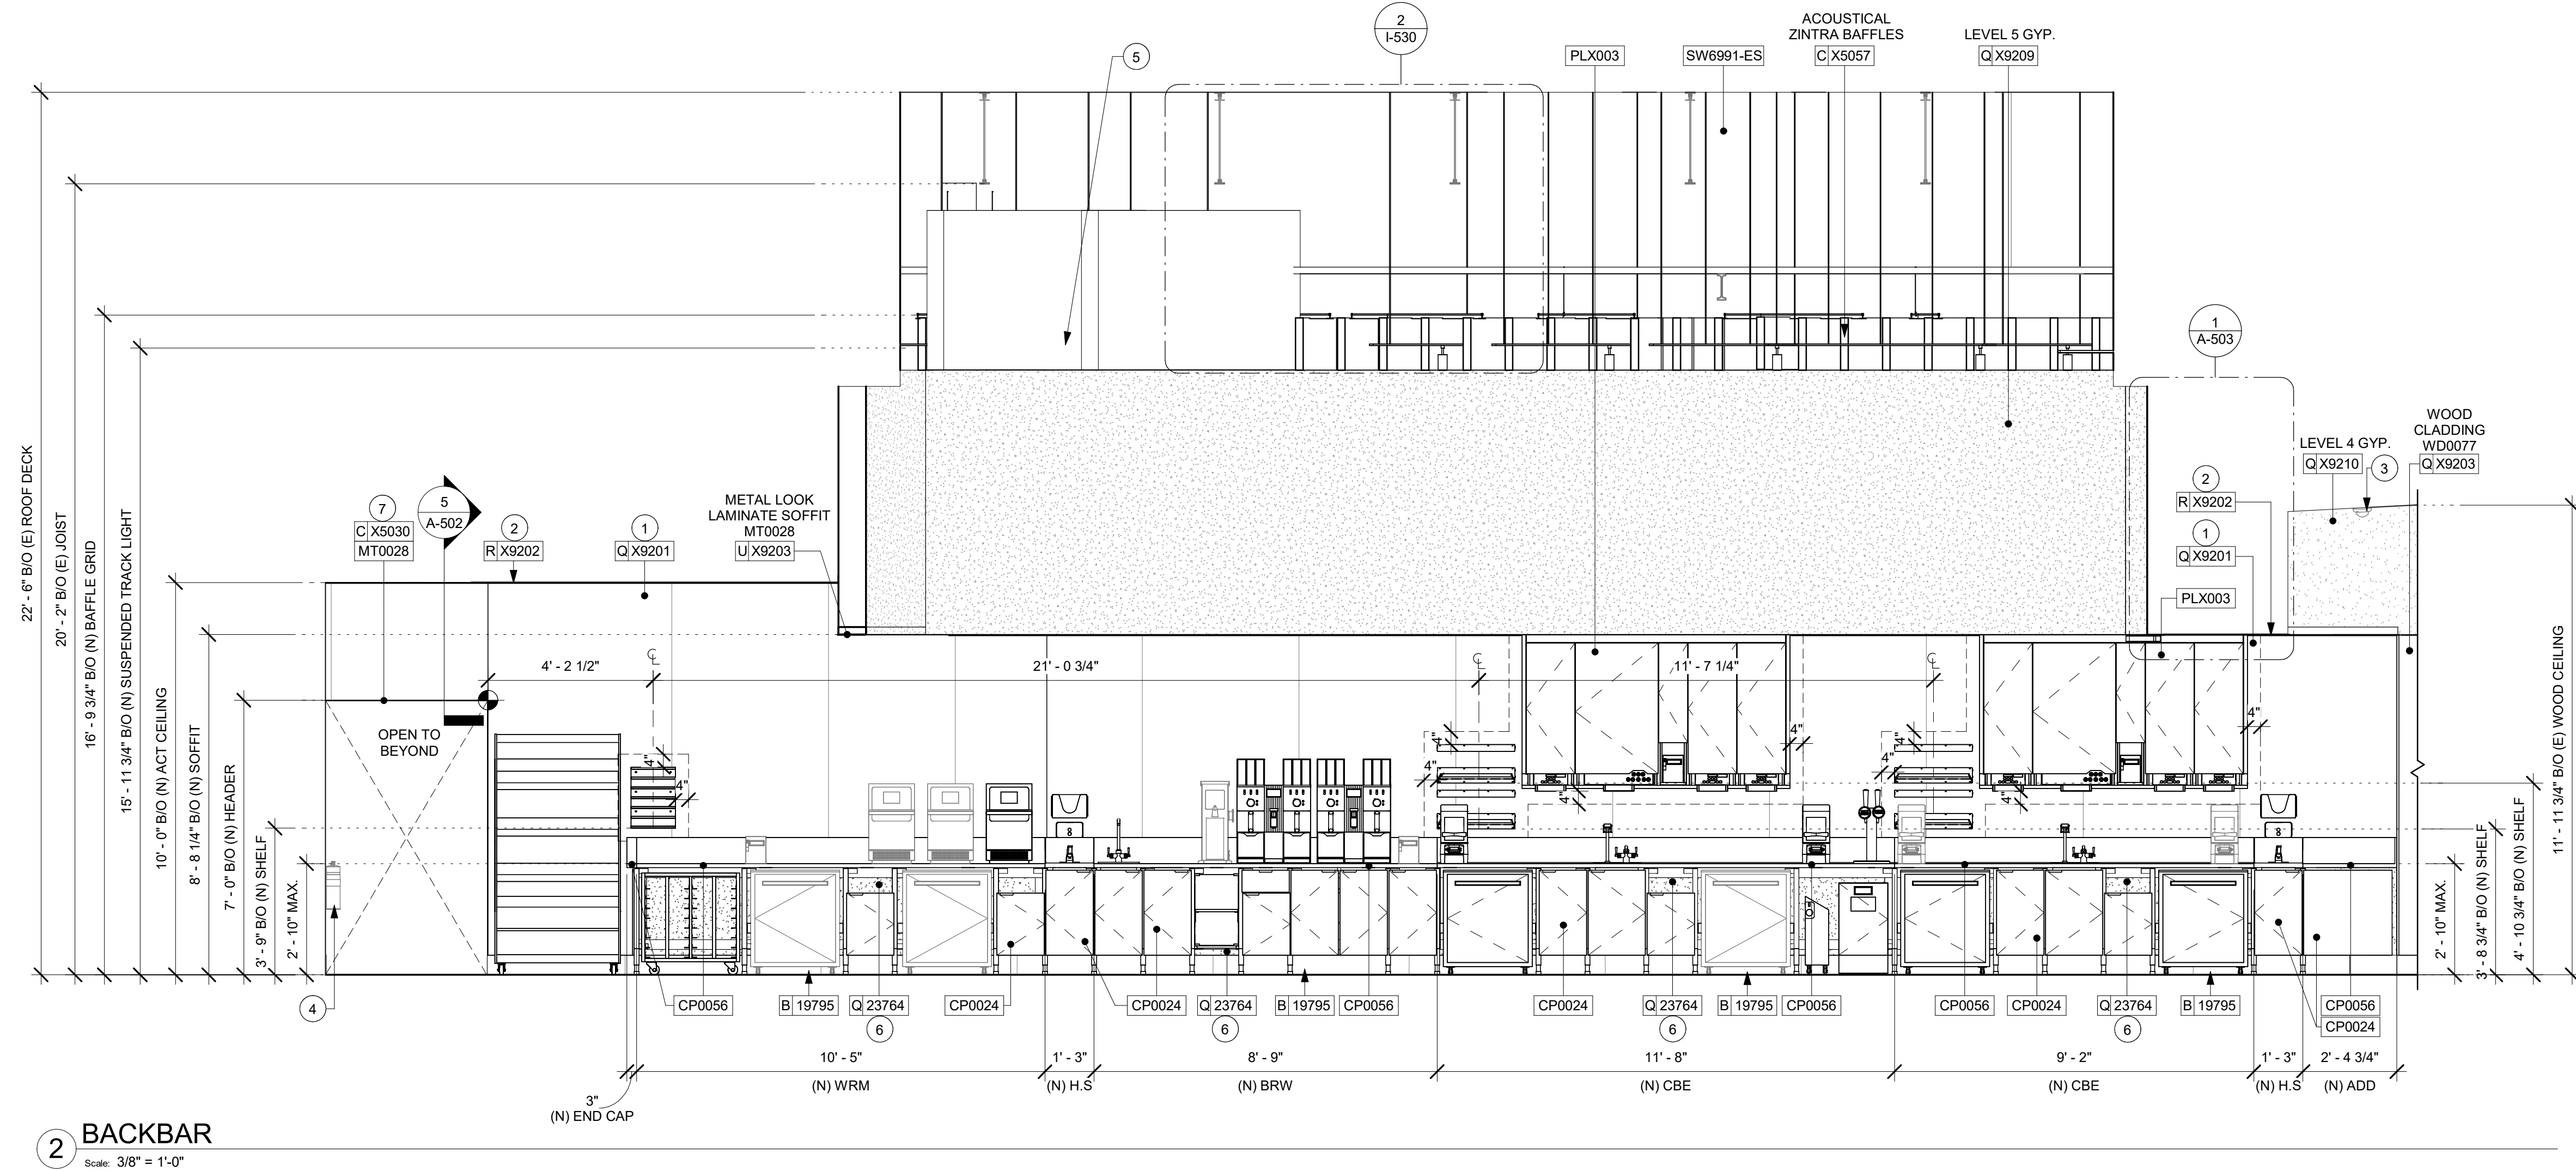 2
I-530
5
PLX003
SW6991-ES
ACOUSTICAL
ZINTRA BAFFLES
C X5057
LEVEL 5 GYP.
Q X9209
1
A-503
WOOD
CLADDING
WD0077
Q X9203
LEVEL 4 GYP.
Q X9210
3
2
R X9202
1
Q X9201
PLX003
7
C X5030
MT0028
5
A-502
2
R X9202
1
Q X9201
METAL LOOK
LAMINATE SOFFIT
MT0028
U X9203
22' - 6" B/O (E) ROOF DECK
20' - 2" B/O (E) JOIST
16' - 9 3/4" B/O (N) BAFFLE GRID
15' - 11 3/4" B/O (N) SUSPENDED TRACK LIGHT
10' - 0" B/O (N) ACT CEILING
8' - 8 1/4" B/O (N) SOFFIT
7' - 0" B/O (N) HEADER
3' - 9" B/O (N) SHELF
2' - 10" MAX.
OPEN TO
BEYOND
4' - 2 1/2"
CL
21' - 0 3/4"
CL
11' - 7 1/4"
CL
4"
4"
4"
4"
4"
4"
4"
4"
4"
4"
2' - 10" MAX.
3' - 8 3/4" B/O (N) SHELF
4' - 10 3/4" B/O (N) SHELF
11' - 11 3/4" B/O (E) WOOD CEILING
4
CP0056
B 19795
Q 23764
6
CP0024
CP0024
Q 23764
6
B 19795
CP0056
CP0024
Q 23764
6
B 19795
CP0056
CP0056
CP0024
Q 23764
6
B 19795
CP0056
CP0024
3"
(N) END CAP
10' - 5"
(N) WRM
1' - 3"
(N) H.S
8' - 9"
(N) BRW
11' - 8"
(N) CBE
9' - 2"
(N) CBE
1' - 3"
(N) H.S
2' - 4 3/4"
(N) ADD
2
BACKBAR
Scale: 3/8" = 1'-0"